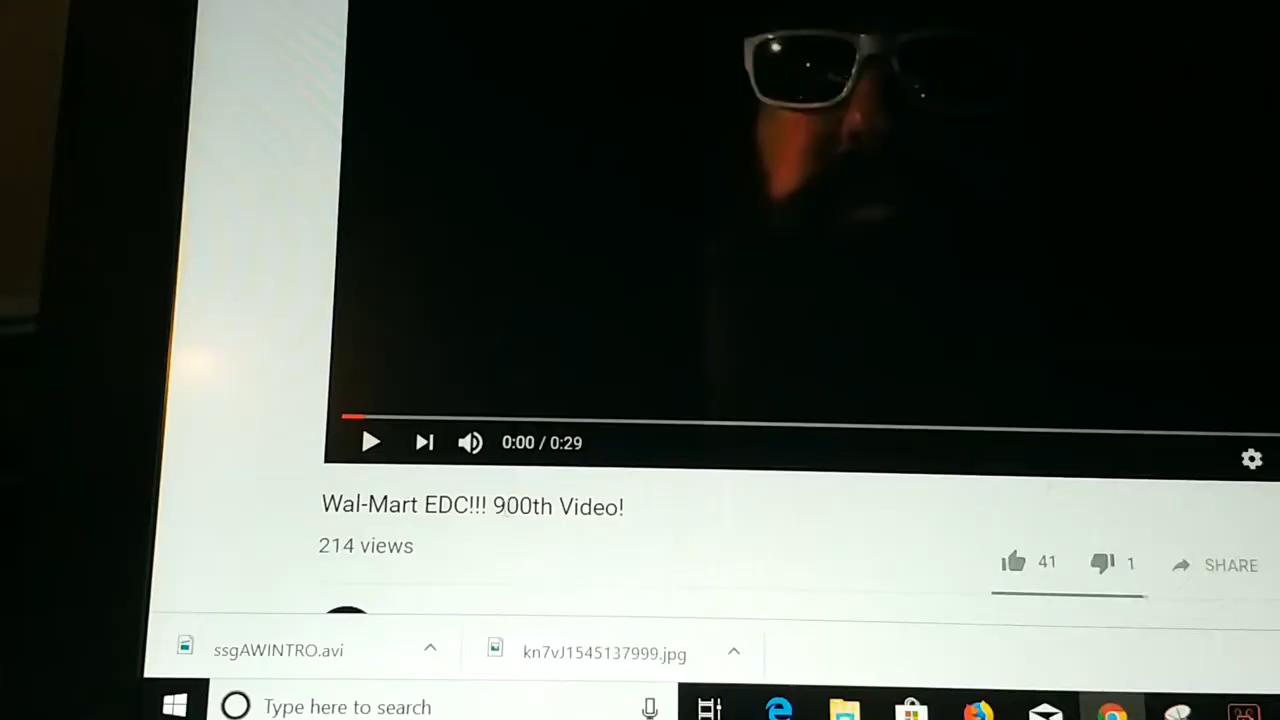 0:00 / 0:29
Wal-Mart EDC!!! 900th Video!
214 views
41 1 SHARE
ssgAWINTRO.avi kn7vJ1545137999.jpg
Type here to search